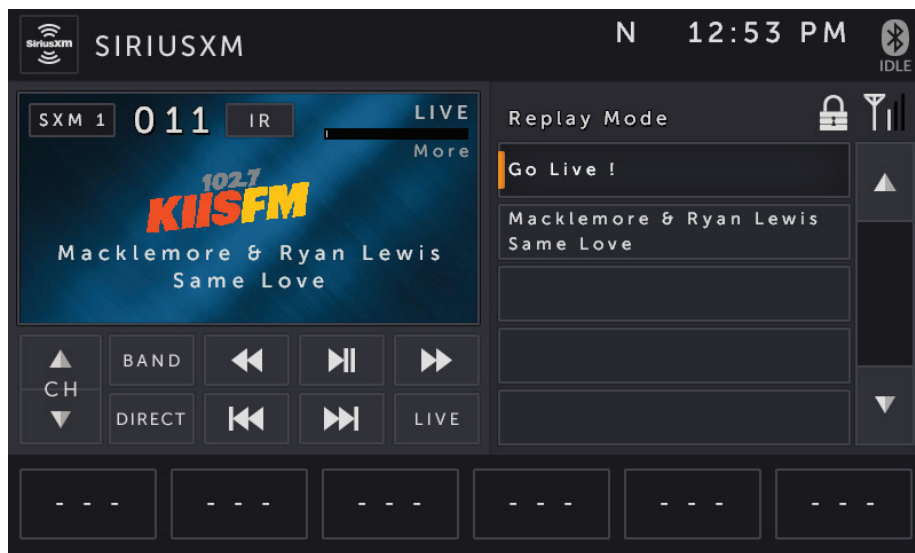 SiriusXm
SIRIUSXM
N
12:53 PM
IDLE
SXM 1
011
IR
LIVE
More
102.7
KIISFM
Macklemore & Ryan Lewis
Same Love
CH
BAND
DIRECT
LIVE
Replay Mode
Go Live !
Macklemore & Ryan Lewis
Same Love
- - -
- - -
- - -
- - -
- - -
- - -